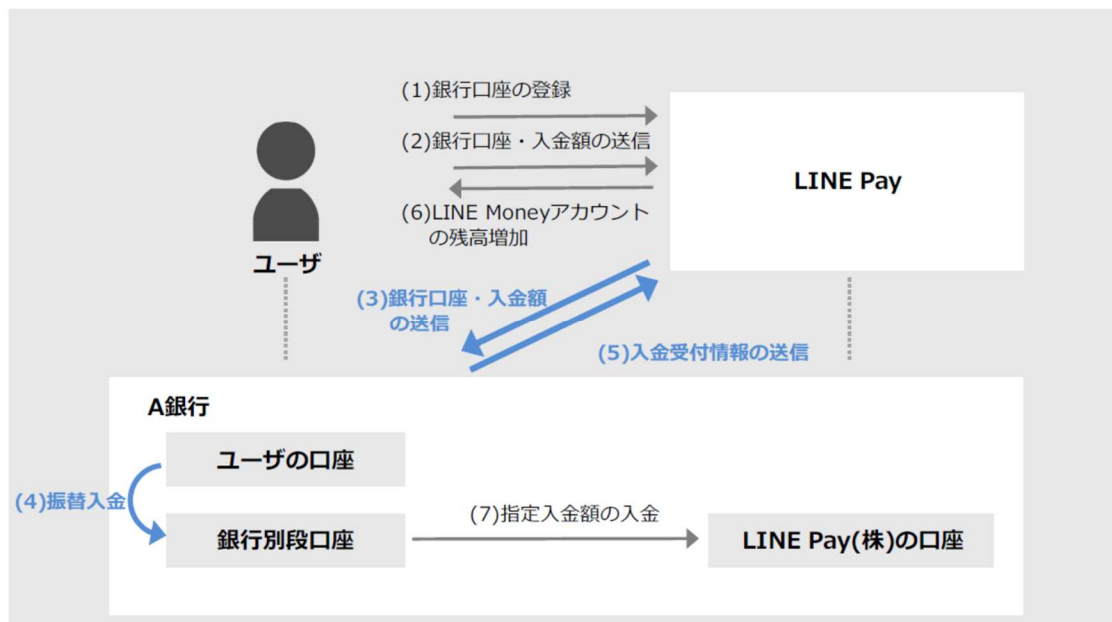 (1)銀行口座の登録
(2)銀行口座・入金額の送信
LINE Pay
(6)LINE Moneyアカウント
の残高増加
ユーザ
(3)銀行口座・入金額
の送信
(5)入金受付情報の送信
A銀行
ユーザの口座
(4)振替入金
銀行別段口座
(7)指定入金額の入金
LINE Pay(株)の口座